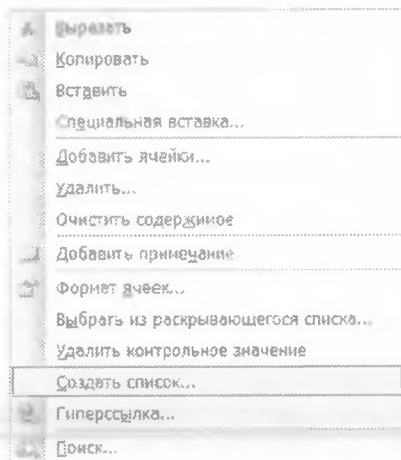 Вырезать
Копировать
Вставить
Специальная вставка...
Добавить ячейки...
Удалить...
Очистить содержимое
Добавить примечание
Формат ячеек...
Выбрать из раскрывающегося списка...
Удалить контрольное значение
Создать список...
Гиперссылка...
Поиск...